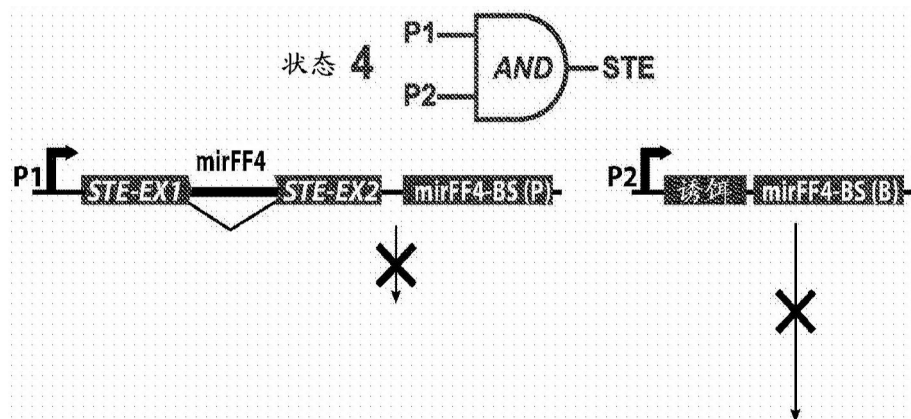 P1
状态 4 AND STE
P2
mirFF4
P1 STE-EX1 STE-EX2 mirFF4-BS (P) P2 诱饵 mirFF4-BS (B)